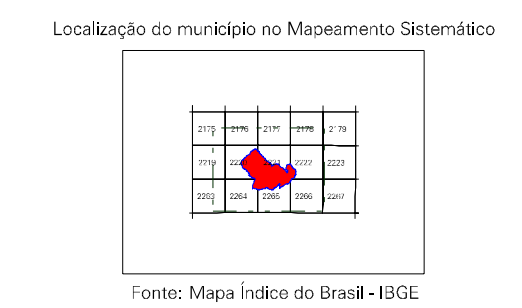 Localização do município no Mapeamento Sistemático
2175 2176 2177 2178 2179
2219 2222 2223
2263 2264 2265 2266 2267
Fonte: Mapa Índice do Brasil - IBGE